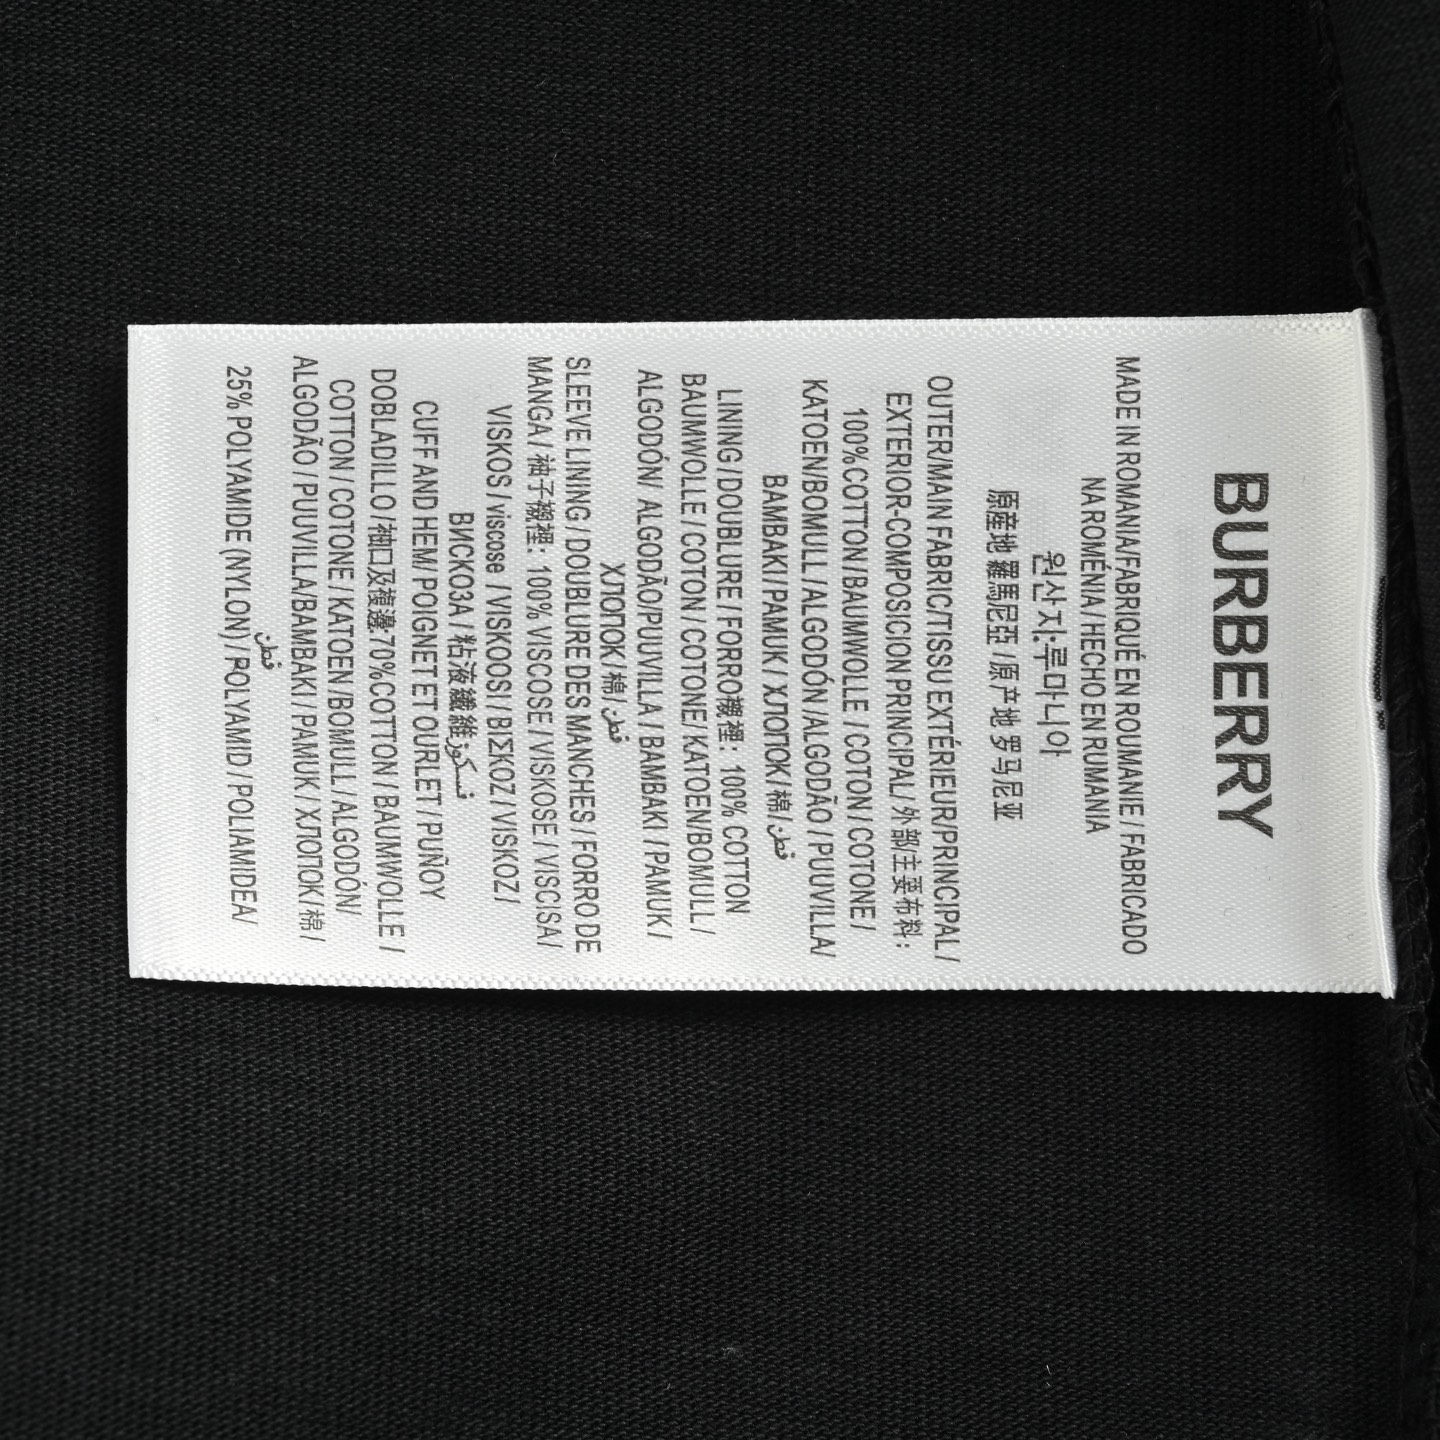 BURBERRY
MADE IN ROMANIA/FABRIQUÉ EN ROUMANIE / FABRICADO
NA ROMÉNIA / HECHO EN RUMANIA
원산지:루마니아
原産地 羅馬尼亞 / 原产地 罗马尼亚
OUTER/MAIN FABRIC/TISSU EXTÉRIEUR/PRINCIPAL /
EXTERIOR-COMPOSICION PRINCIPAL/ 外部主要布料:
100%COTTON/BAUMWOLLE / COTON / COTONE /
KATOEN/BOMULL / ALGODÓN / ALGODÃO / PUUVILLA/
BAMBAKI / PAMUK / ХЛОПОК / 棉 / قطن
LINING / DOUBLURE / FORRO襯裡: 100% COTTON
BAUMWOLLE / COTON / COTONE/ KATOEN/BOMULL /
ALGODÓN/ ALGODÃO/PUUVILLA / BAMBAKI / PAMUK /
ХЛОПОК / 棉/ قطن
SLEEVE LINING / DOUBLURE DES MANCHES / FORRO DE
MANGA / 袖子襯裡: 100% VISCOSE / VISKOSE / VISCISA /
VISKOS / viscose / VISKOOSI / ΒΙΣΚΟΖ / VISKOZ /
ВИСКОЗА / 粘液纖維
CUFF AND HEM / POIGNET ET OURLET / PUÑOY
DOBLADILLO / 袖口及複邊:70%COTTON / BAUMWOLLE /
COTTON / COTONE / KATOEN /BOMULL / ALGODÓN/
ALGODÃO / PUUVILLA/BAMBAKI / PAMUK / ХЛОПОК/ 棉 /
قطن
25% POLYAMIDE (NYLON) / POLYAMID / POLIAMIDEA/